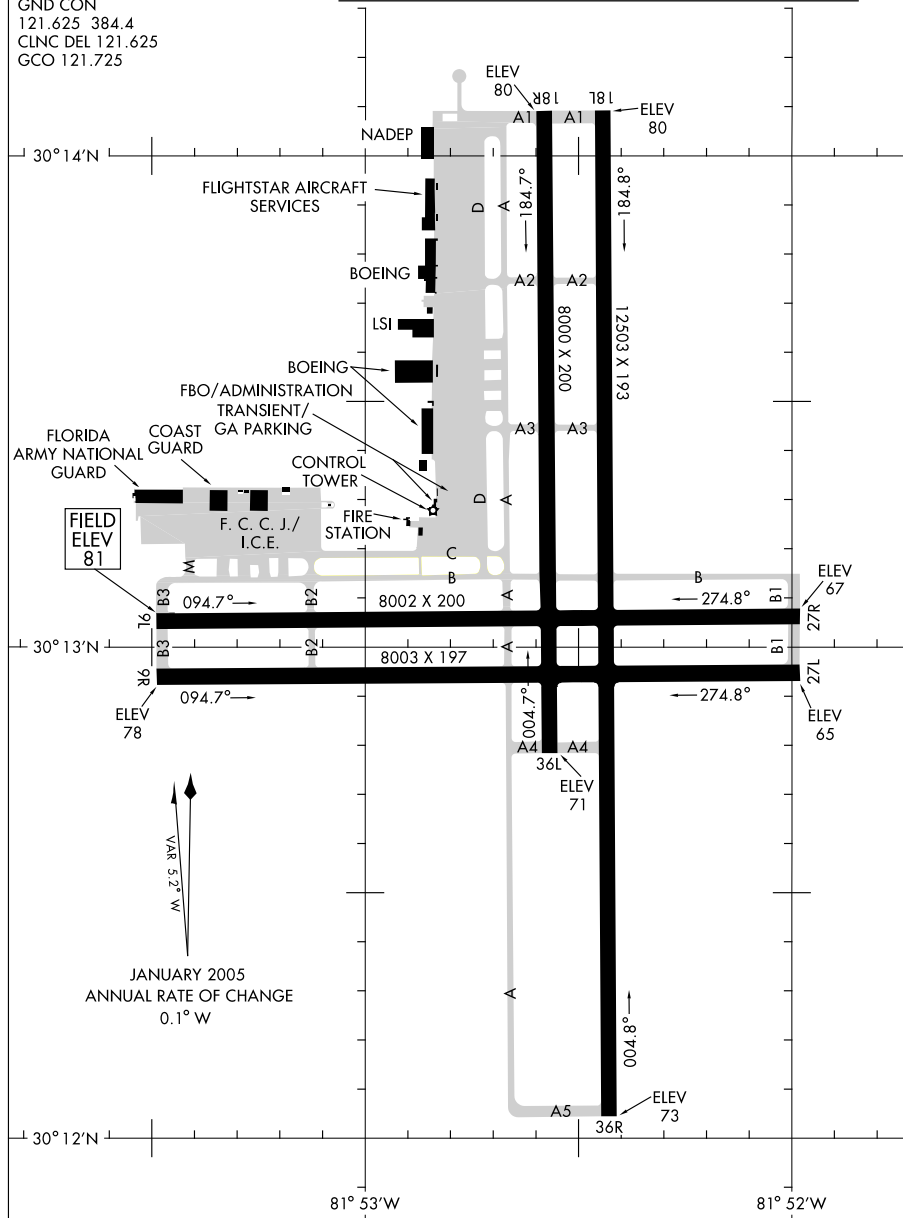 GND CON
121.625 384.4
CLNC DEL 121.625
GCO 121.725
ELEV
80
18R
18L
ELEV
80
A1
A1
NADEP
30° 14'N
FLIGHTSTAR AIRCRAFT
SERVICES
184.7°
184.8°
D
A
BOEING
A2
A2
LSI
8000 X 200
12503 X 193
BOEING
FBO/ADMINISTRATION
TRANSIENT/
GA PARKING
A3
A3
FLORIDA
ARMY NATIONAL
GUARD
COAST
GUARD
CONTROL
TOWER
D
A
FIELD
ELEV
81
F. C. C. J./
I.C.E.
FIRE
STATION
C
W
B
B
ELEV
67
B3
094.7°
B2
8002 X 200
A
274.8°
B1
9L
27R
B3
B2
8003 X 197
A
B1
30° 13'N
9R
27L
094.7°
004.7°
274.8°
ELEV
78
ELEV
65
A4
A4
36L
ELEV
71
VAR 5.2° W
JANUARY 2005
ANNUAL RATE OF CHANGE
0.1° W
A
004.8°
A5
ELEV
73
36R
30° 12'N
81° 53'W
81° 52'W